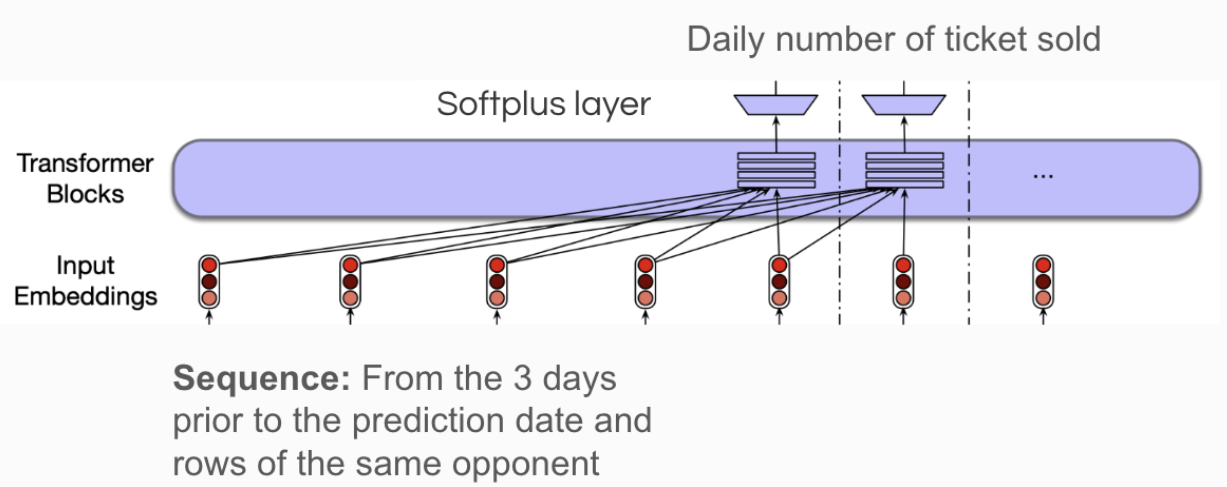 Daily number of ticket sold
Softplus layer
Transformer
Blocks
...
Input
Embeddings
Sequence: From the 3 days
prior to the prediction date and
rows of the same opponent